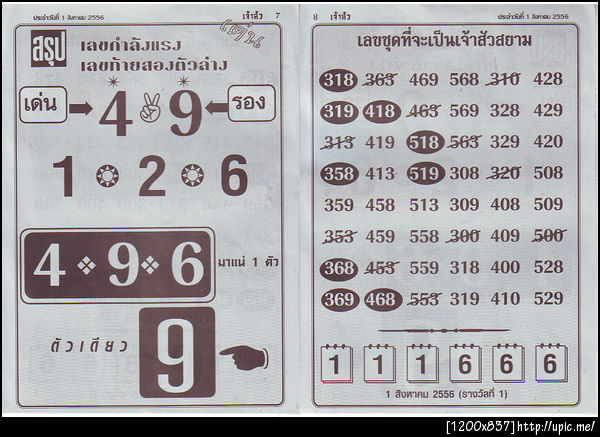 ประจำวันที่ 1 สิงหาคม 2556 เจ้าสัว 7
สรุป
เลขกำลังแรง
เลขท้ายสองตัวล่าง
เด่น
เด่น 4 9 รอง
1 2 6
4 9 6 มาแน่ 1 ตัว
ตัวเดียว 9
8 เจ้าสัว ประจำวันที่ 1 สิงหาคม 2556
เลขชุดที่จะเป็นเจ้าสัวสยาม
318 363 469 568 310 428
319 418 463 569 328 429
313 419 518 563 329 420
358 413 519 308 320 508
359 458 513 309 408 509
353 459 558 300 409 500
368 453 559 318 400 528
369 468 553 319 410 529
1 1 1 6 6 6
1 สิงหาคม 2556 (รางวัลที่ 1)
[1200x837]http://upic.me/